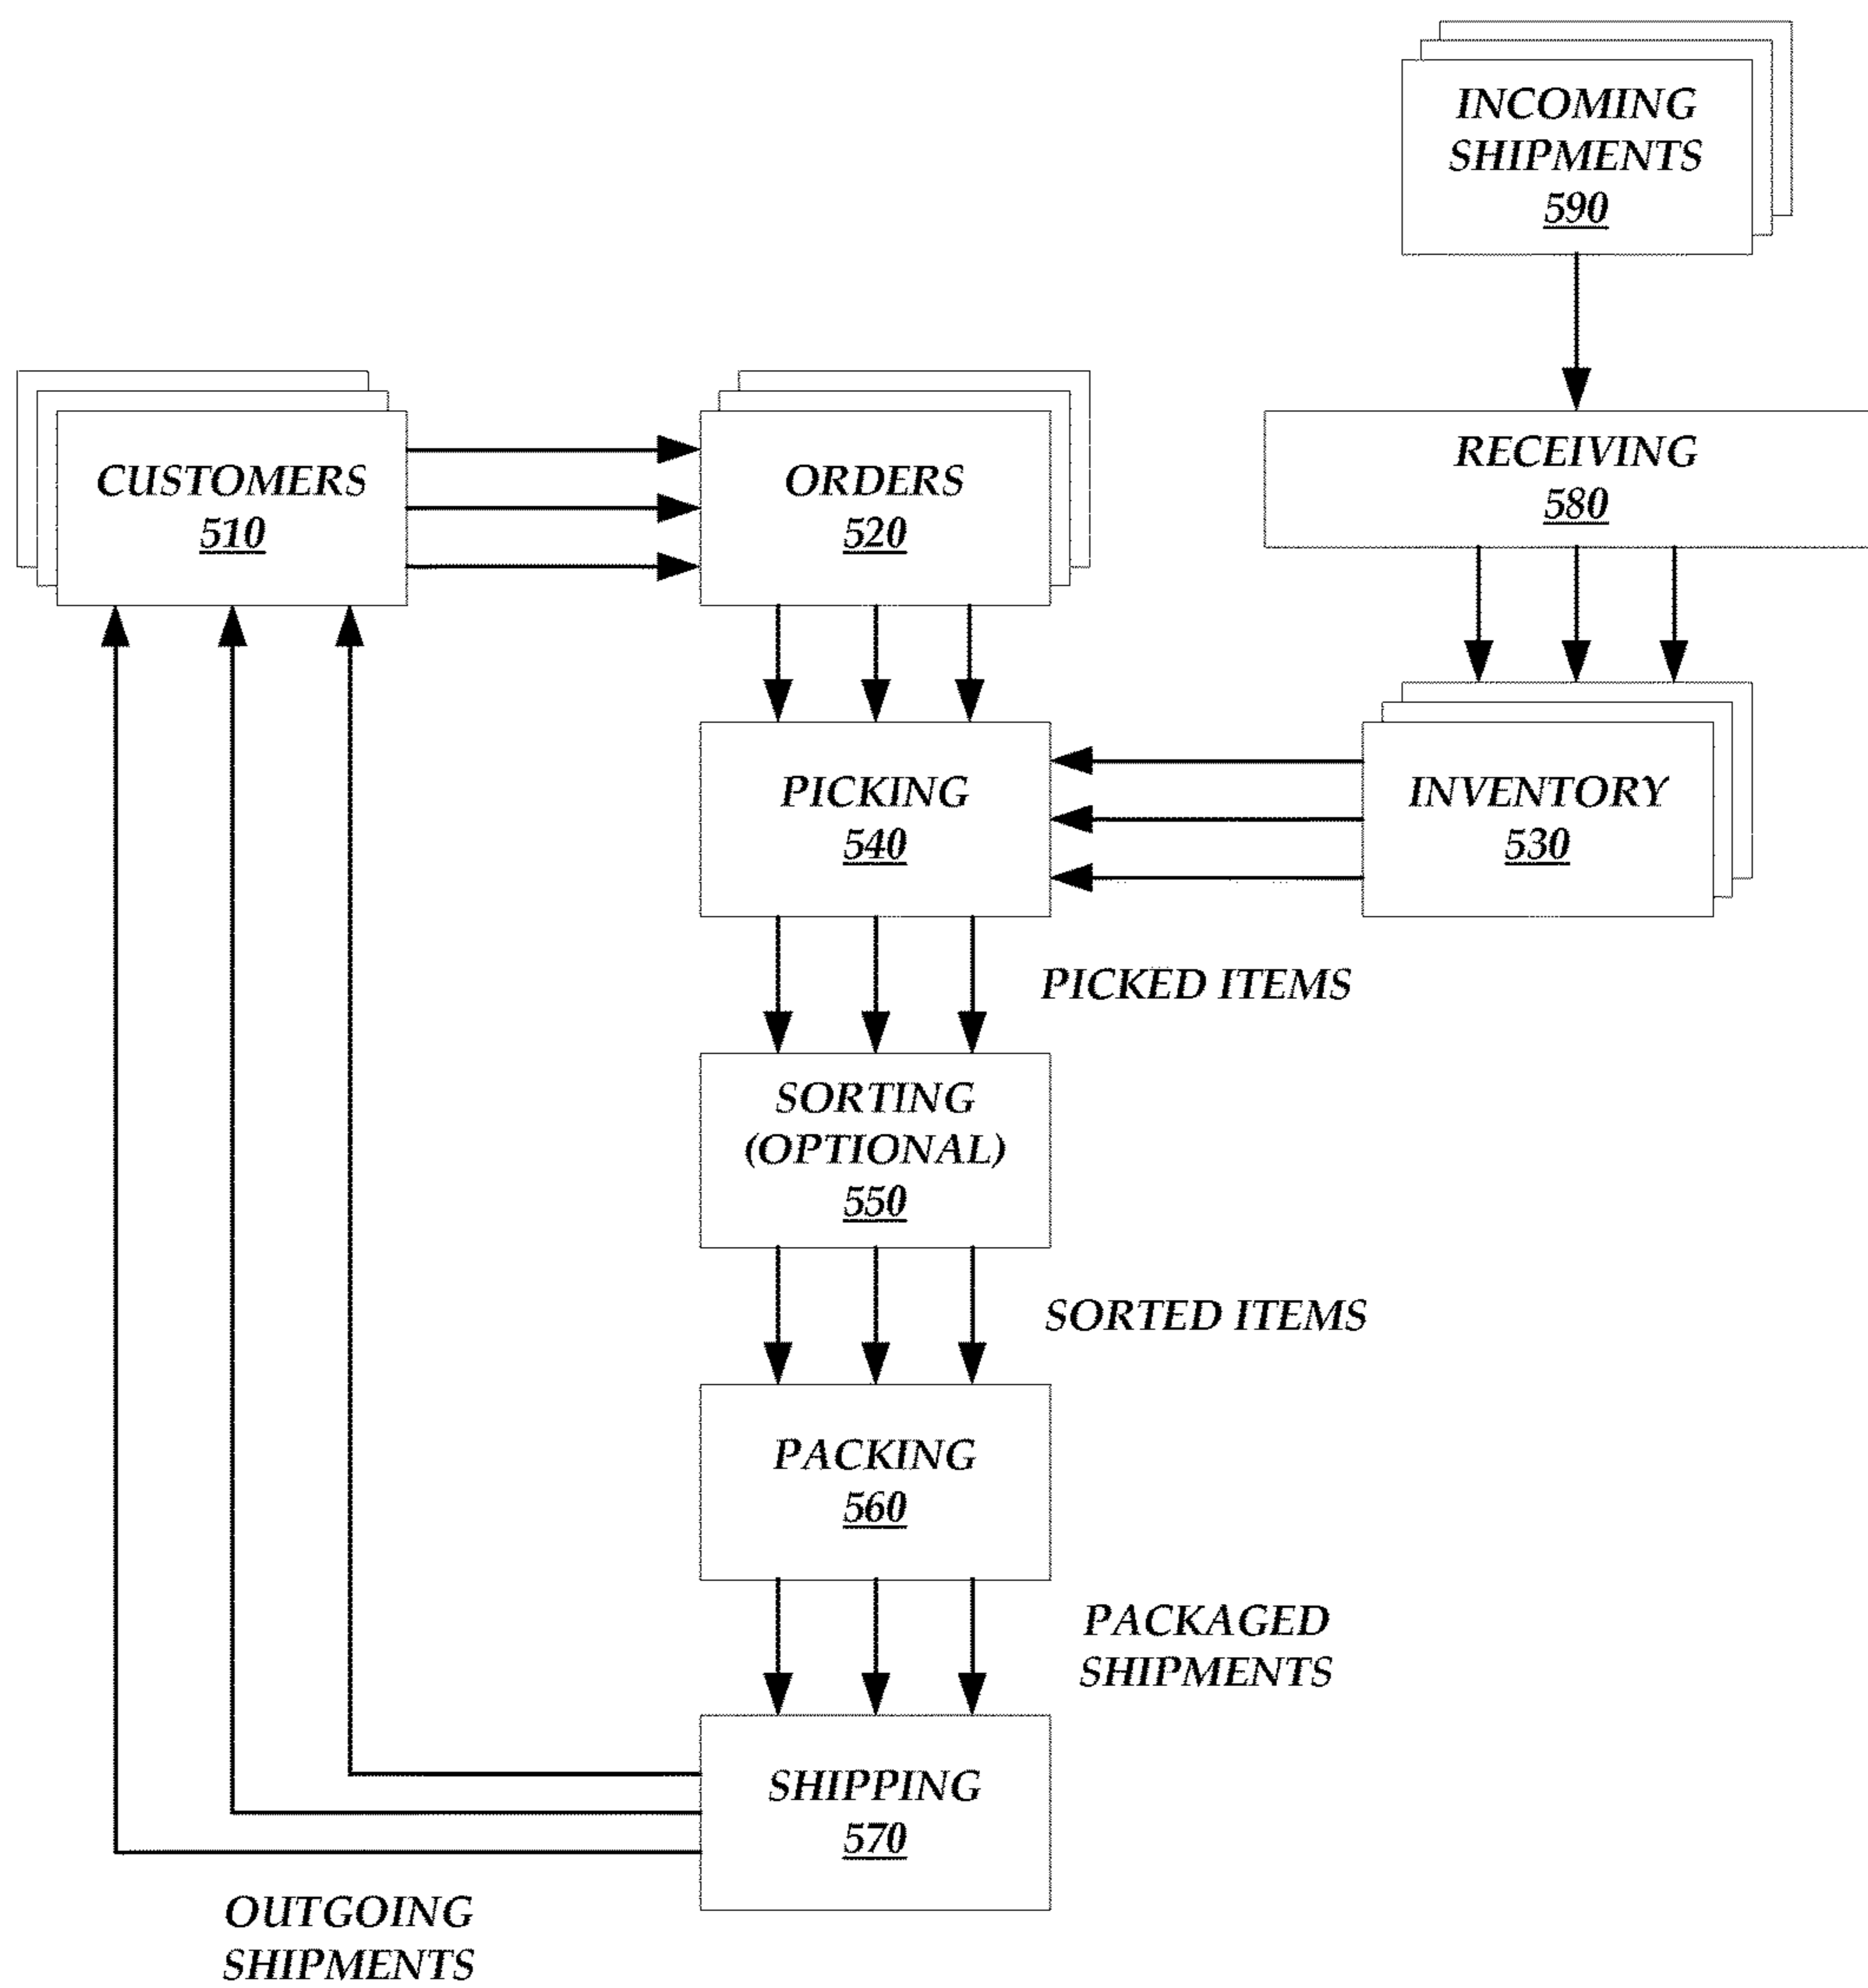 INCOMING
SHIPMENTS
590
CUSTOMERS
510
ORDERS
520
RECEIVING
580
PICKING
540
INVENTORY
530
PICKED ITEMS
SORTING
(OPTIONAL)
550
SORTED ITEMS
PACKING
560
PACKAGED
SHIPMENTS
SHIPPING
570
OUTGOING
SHIPMENTS